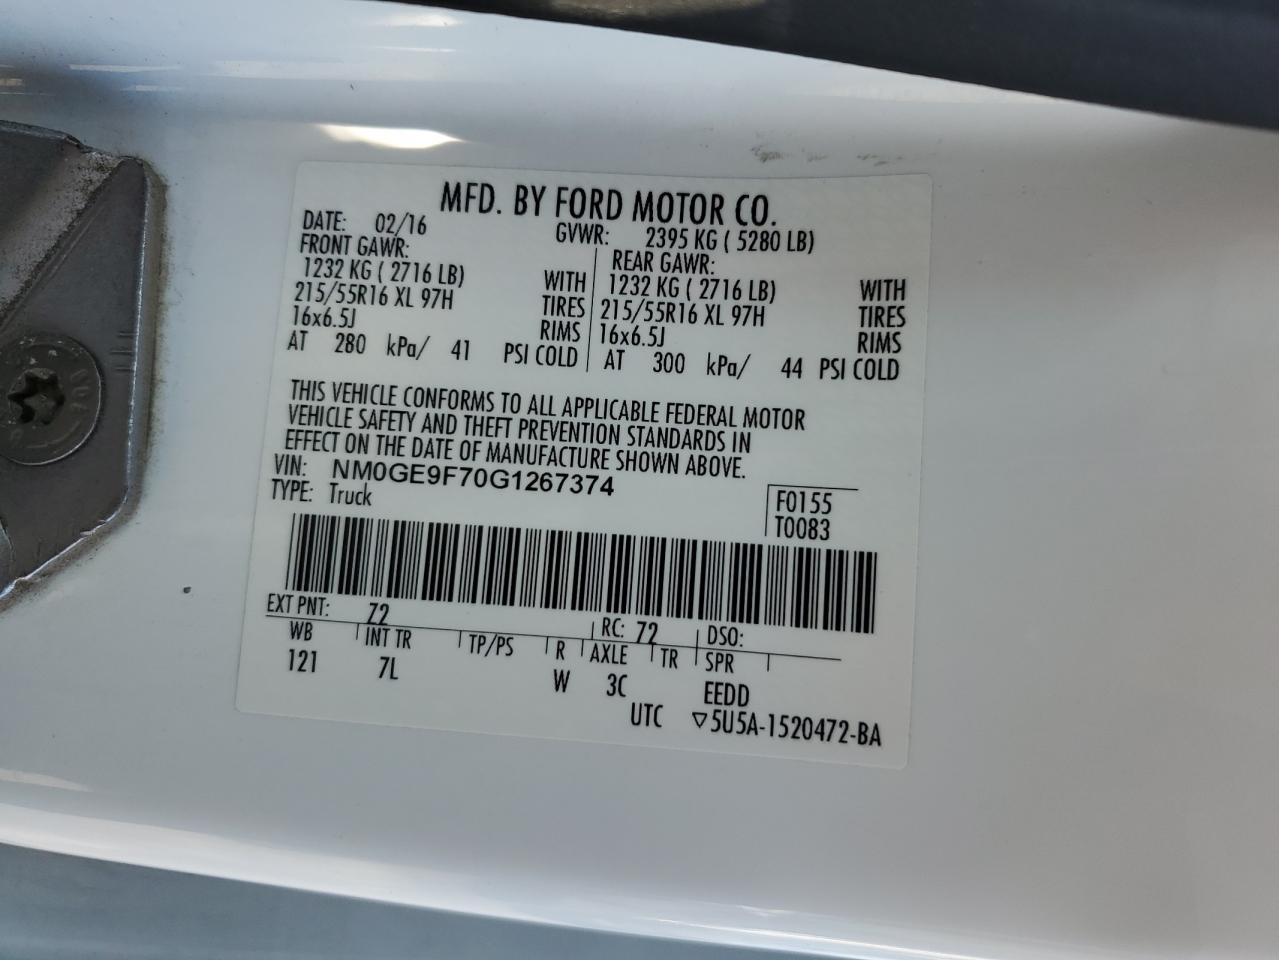 MFD. BY FORD MOTOR CO.
DATE: 02/16 GVWR: 2395 KG ( 5280 LB)
FRONT GAWR: REAR GAWR:
1232 KG ( 2716 LB) WITH 1232 KG ( 2716 LB) WITH
215/55R16 XL 97H TIRES 215/55R16 XL 97H TIRES
16x6.5J RIMS 16x6.5J RIMS
AT 280 kPa/ 41 PSI COLD AT 300 kPa/ 44 PSI COLD
THIS VEHICLE CONFORMS TO ALL APPLICABLE FEDERAL MOTOR
VEHICLE SAFETY AND THEFT PREVENTION STANDARDS IN
EFFECT ON THE DATE OF MANUFACTURE SHOWN ABOVE.
VIN: NM0GE9F70G1267374
TYPE: Truck
F0155
T0083
EXT PNT: Z2 RC: 72 DSO:
WB INT TR TP/PS R AXLE TR SPR
121 7L W 3C EEDD
UTC ▽5U5A-1520472-BA